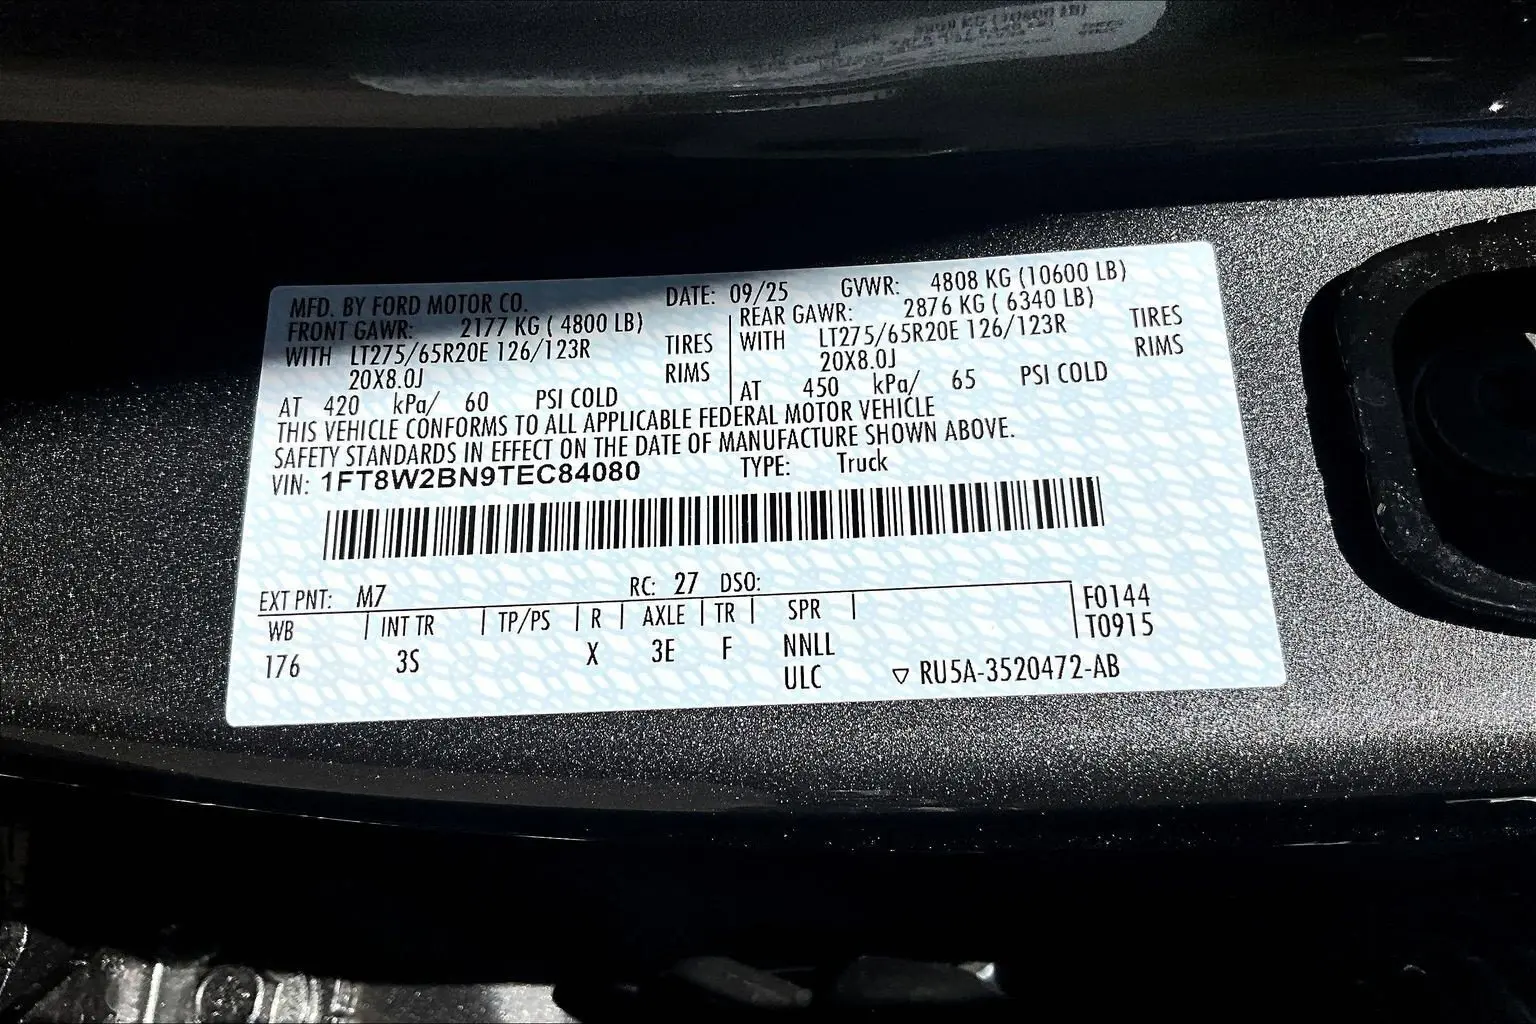 MFD. BY FORD MOTOR CO. DATE: 09/25 GVWR: 4808 KG (10600 LB)
FRONT GAWR: 2177 KG ( 4800 LB) REAR GAWR: 2876 KG ( 6340 LB)
WITH LT275/65R20E 126/123R TIRES WITH LT275/65R20E 126/123R TIRES
20X8.0J RIMS 20X8.0J RIMS
AT 420 kPa/ 60 PSI COLD AT 450 kPa/ 65 PSI COLD
THIS VEHICLE CONFORMS TO ALL APPLICABLE FEDERAL MOTOR VEHICLE
SAFETY STANDARDS IN EFFECT ON THE DATE OF MANUFACTURE SHOWN ABOVE.
VIN: 1FT8W2BN9TEC84080 TYPE: Truck
EXT PNT: M7 RC: 27 DSO:
WB | INT TR | TP/PS | R | AXLE | TR | SPR | F0144
176 3S X 3E F NNLL T0915
ULC ▽ RU5A-3520472-AB